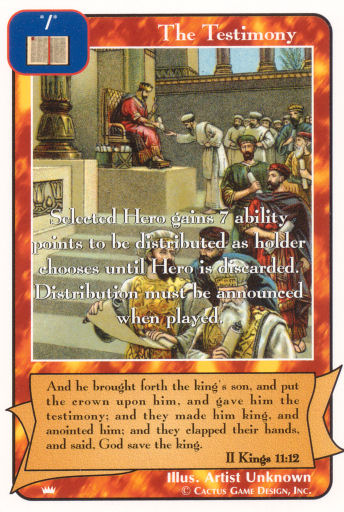 */*
The Testimony
Selected Hero gains 7 ability
points to be distributed as holder
chooses until Hero is discarded.
Distribution must be announced
when played.
And he brought forth the king's son, and put
the crown upon him, and gave him the
testimony; and they made him king, and
anointed him; and they clapped their hands,
and said, God save the king.
II Kings 11:12
Illus. Artist Unknown
© Cactus Game Design, Inc.